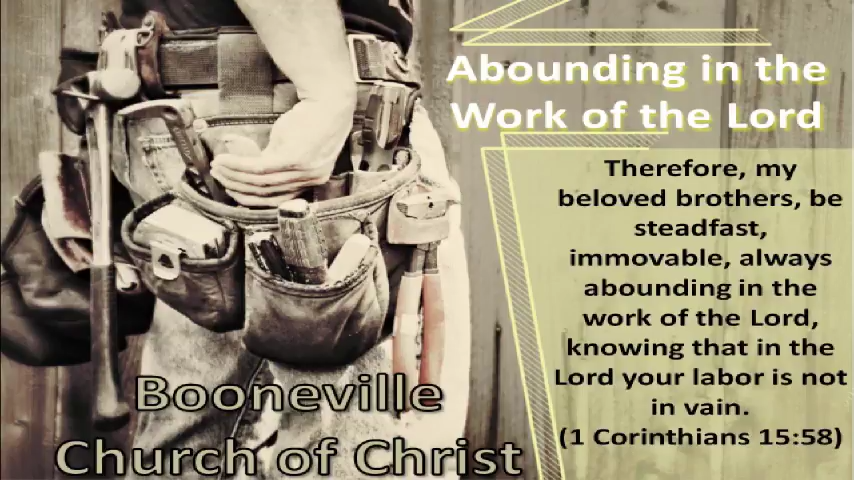 Abounding in the
Work of the Lord
Therefore, my
beloved brothers, be
steadfast,
immovable, always
abounding in the
work of the Lord,
knowing that in the
Lord your labor is not
in vain.
(1 Corinthians 15:58)
Booneville
Church of Christ